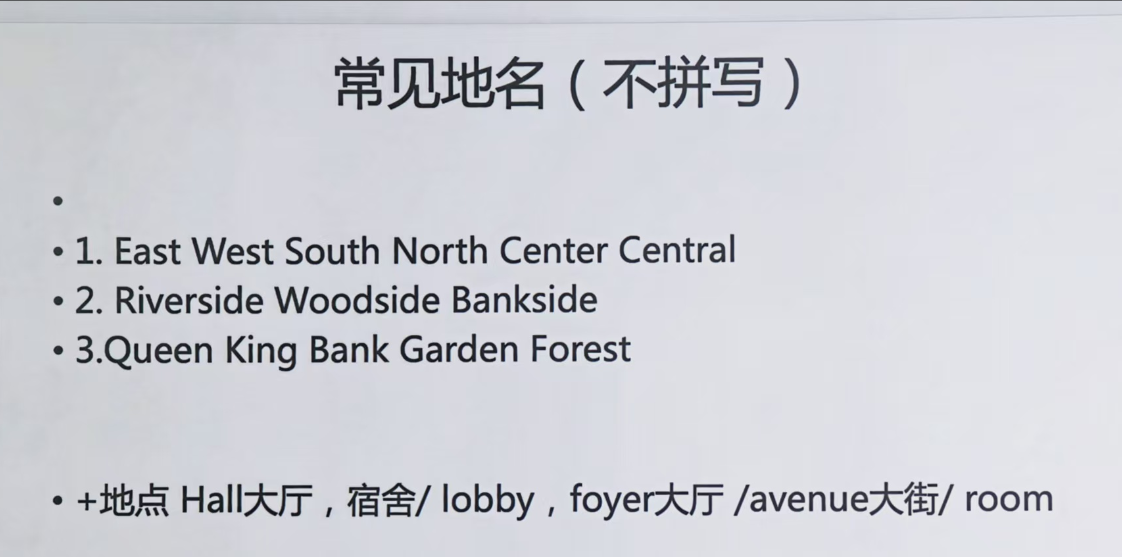 常见地名（不拼写）
•
• 1. East West South North Center Central
• 2. Riverside Woodside Bankside
• 3.Queen King Bank Garden Forest
• +地点 Hall大厅，宿舍/ lobby，foyer大厅 /avenue大街/ room